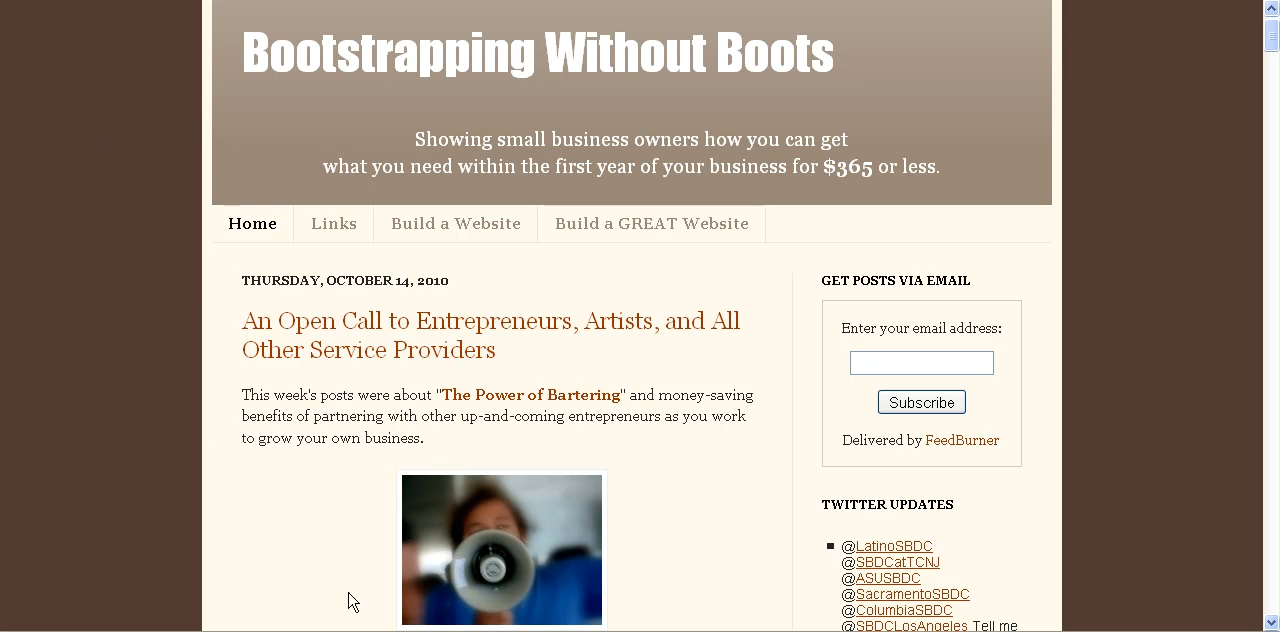 Bootstrapping Without Boots
Showing small business owners how you can get
what you need within the first year of your business for $365 or less.
Home
Links
Build a Website
Build a GREAT Website
THURSDAY, OCTOBER 14, 2010
An Open Call to Entrepreneurs, Artists, and All
Other Service Providers
This week's posts were about "The Power of Bartering" and money-saving
benefits of partnering with other up-and-coming entrepreneurs as you work
to grow your own business.
GET POSTS VIA EMAIL
Enter your email address:
Subscribe
Delivered by FeedBurner
TWITTER UPDATES
@LatinoSBDC
@SBDCatTCNJ
@ASUSBDC
@SacramentoSBDC
@ColumbiaSBDC
@SBDCLosAngeles Tell me